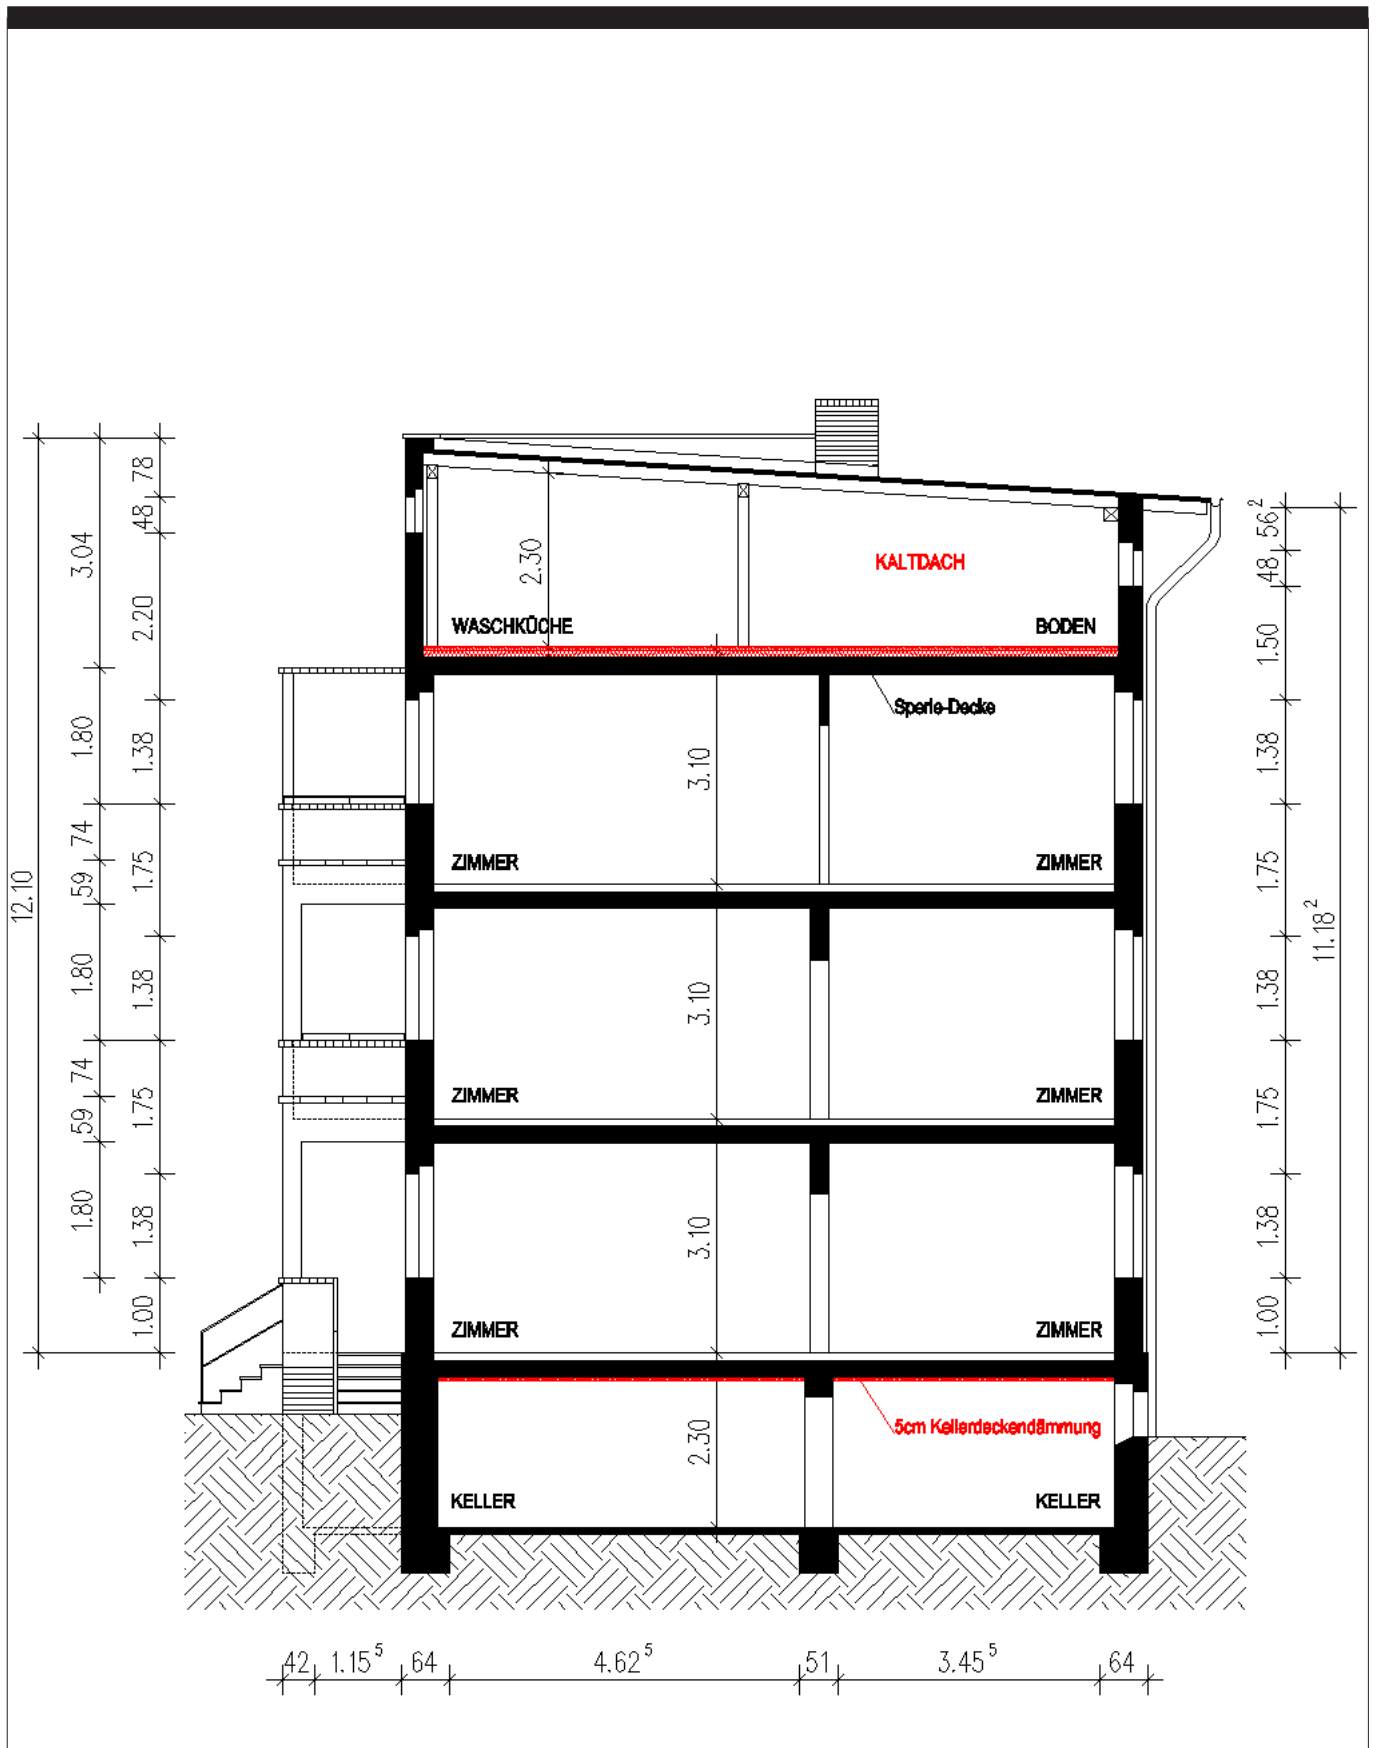 78
48
3.04
2.20
1.80
1.38
74
59
1.75
12.10
1.80
1.38
74
59
1.75
1.80
1.38
1.00
2.30
KALTDACH
WASCHKÜCHE
BODEN
Sperle-Decke
3.10
ZIMMER
ZIMMER
3.10
ZIMMER
ZIMMER
3.10
ZIMMER
ZIMMER
5cm Kellerdeckendämmung
2.30
KELLER
KELLER
56²
48
1.50
1.38
1.75
11.18²
1.38
1.75
1.38
1.00
42 1.15⁵ 64 4.62⁵ 51 3.45⁵ 64